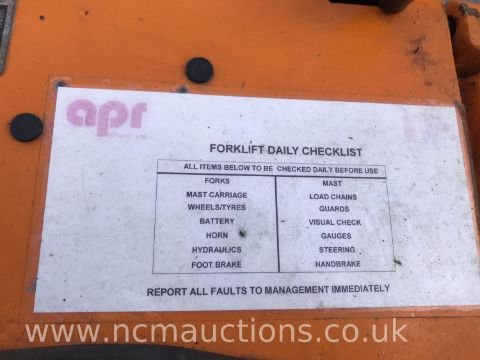 apr
FORKLIFT DAILY CHECKLIST
ALL ITEMS BELOW TO BE CHECKED DAILY BEFORE USE
FORKS MAST
MAST CARRIAGE LOAD CHAINS
WHEELS/TYRES GUARDS
BATTERY VISUAL CHECK
HORN GAUGES
HYDRAULICS STEERING
FOOT BRAKE HANDBRAKE
REPORT ALL FAULTS TO MANAGEMENT IMMEDIATELY
www.ncmauctions.co.uk